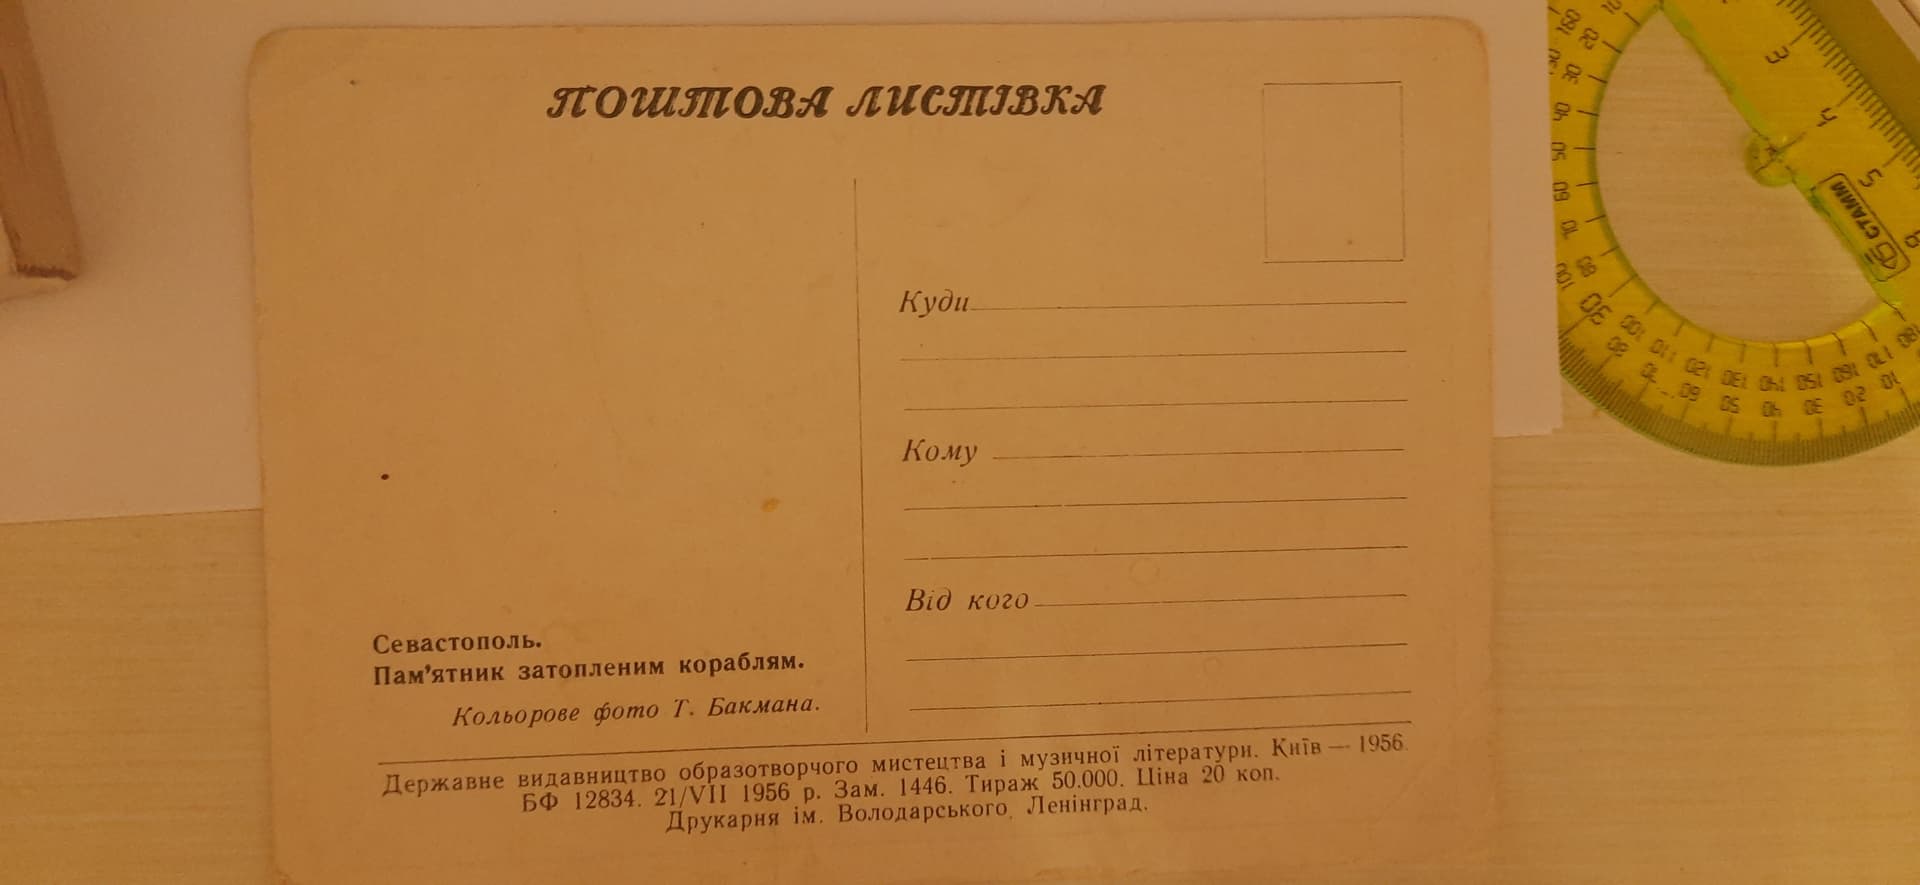 ПОШТОВА ЛИСТІВКА
Куди
Кому
Від кого
Севастополь.
Пам'ятник затопленим кораблям.
Кольорове фото Т. Бакмана.
Державне видавництво образотворчого мистецтва і музичної літератури. Київ — 1956.
БФ 12834. 21/VII 1956 р. Зам. 1446. Тираж 50.000. Ціна 20 коп.
Друкарня ім. Володарського, Ленінград.
СТАММ